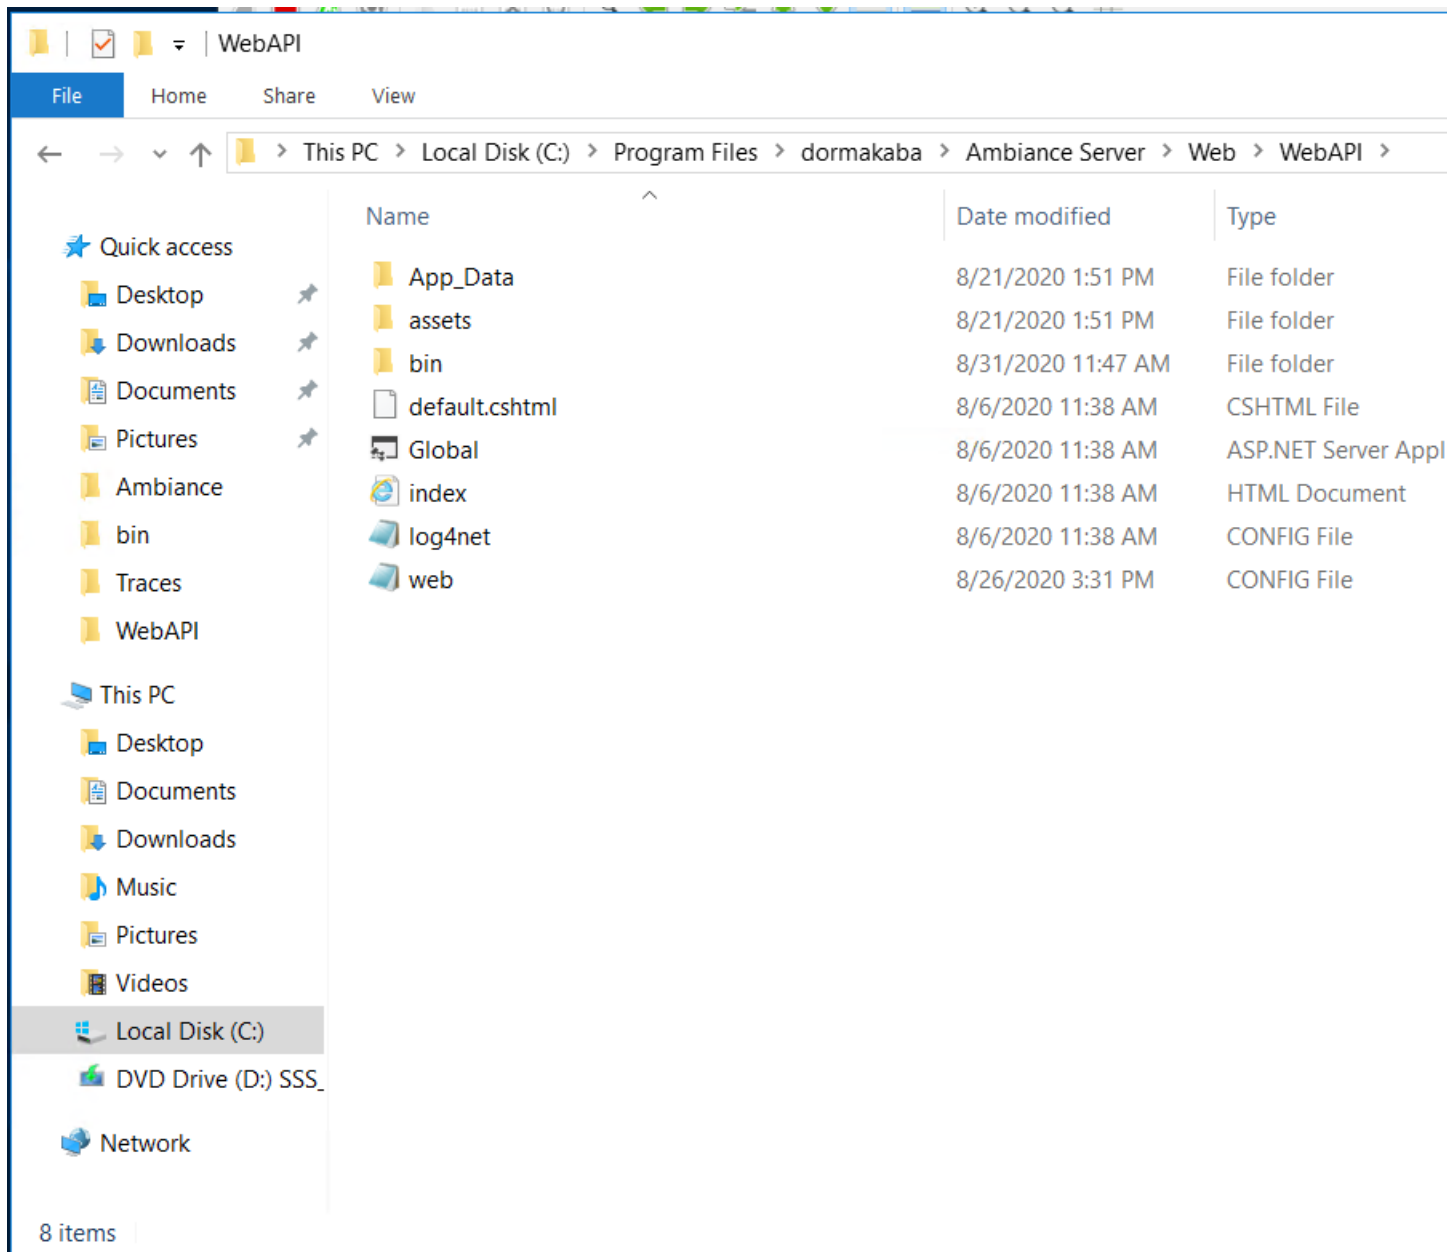 WebAPI
File Home Share View
This PC > Local Disk (C:) > Program Files > dormakaba > Ambiance Server > Web > WebAPI >
Name Date modified Type
Quick access
Desktop
Downloads
Documents
Pictures
Ambiance
bin
Traces
WebAPI
This PC
Desktop
Documents
Downloads
Music
Pictures
Videos
Local Disk (C:)
DVD Drive (D:) SSS_
Network
App_Data 8/21/2020 1:51 PM File folder
assets 8/21/2020 1:51 PM File folder
bin 8/31/2020 11:47 AM File folder
default.cshtml 8/6/2020 11:38 AM CSHTML File
Global 8/6/2020 11:38 AM ASP.NET Server Appl
index 8/6/2020 11:38 AM HTML Document
log4net 8/6/2020 11:38 AM CONFIG File
web 8/26/2020 3:31 PM CONFIG File
8 items